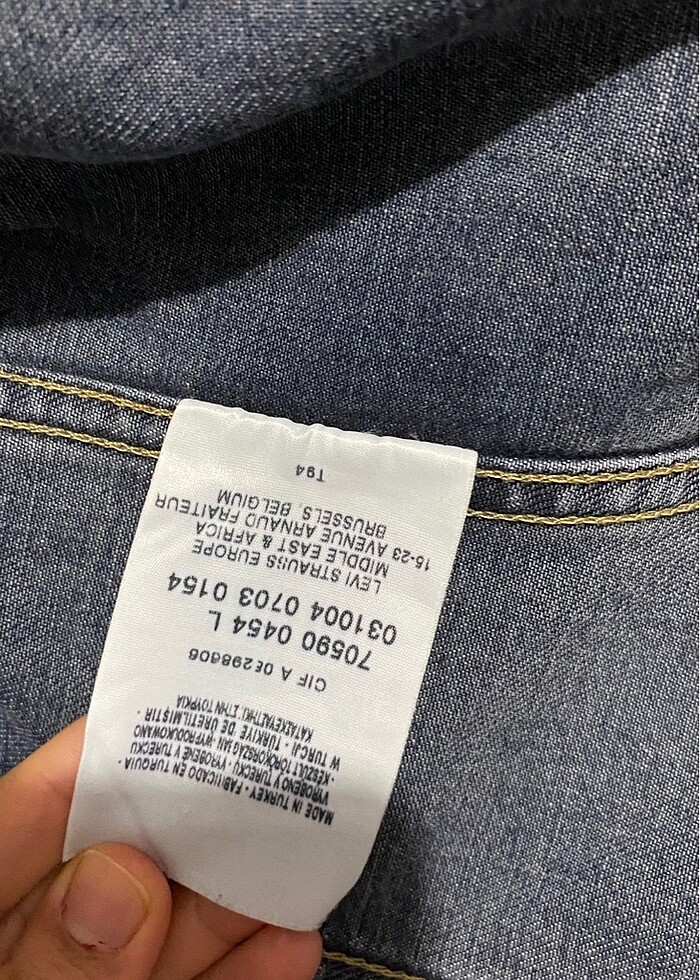 MADE IN TURKEY - FABRICADO EN TURQUIA -
VYROBENO V TURECKU - VYROBENÉ V TURECKU
- KÉSZÜLT TÖRÖKORSZÁGBAN - WYPRODUKOWANO
W TURCJI - TÜRKİYE DE ÜRETİLMİŞTİR -
ΚΑΤΑΣΚΕΥΑΣΤΗΚΕ ΣΤΗΝ ΤΟΥΡΚΙΑ
CIF A 08298806
70590 0454 L
031004 0703 0154
LEVI STRAUSS EUROPE
MIDDLE EAST & AFRICA
15-23 AVENUE ARNAUD FRAITEUR
BRUSSELS, BELGIUM
T94